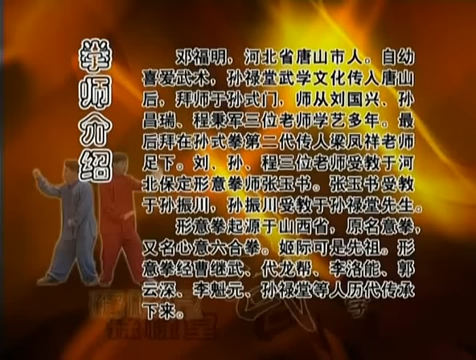 拳师介绍
邓福明，河北省唐山市人。自幼
喜爱武术，孙禄堂武学文化传人唐山
后，拜师于孙式门，师从刘国兴、孙
昌瑞、程秉军三位老师学艺多年。最
后拜在孙式拳第二代传人梁凤祥老师
足下。刘、孙、程三位老师受教于河
北保定形意拳师张玉书。张玉书受教
于孙振川，孙振川受教于孙禄堂先生。
形意拳起源于山西省，原名意拳，
又名心意六合拳。姬际可是先祖。形
意拳经曹继武、代龙帮、李洛能、郭
云深、李魁元、孙禄堂等人历代传承
下来。